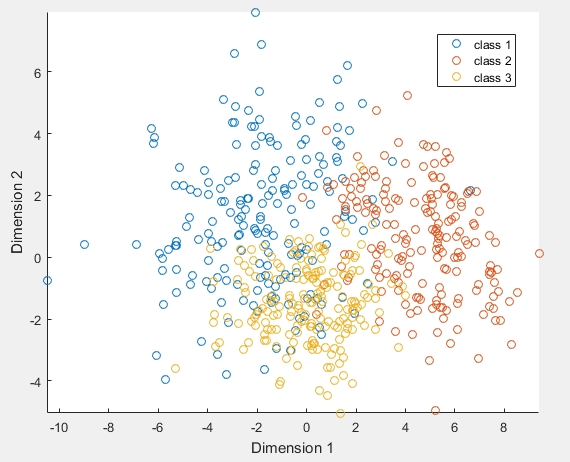 class 1
class 2
class 3
6
4
2
0
-2
-4
Dimension 2
-10 -8 -6 -4 -2 0 2 4 6 8
Dimension 1